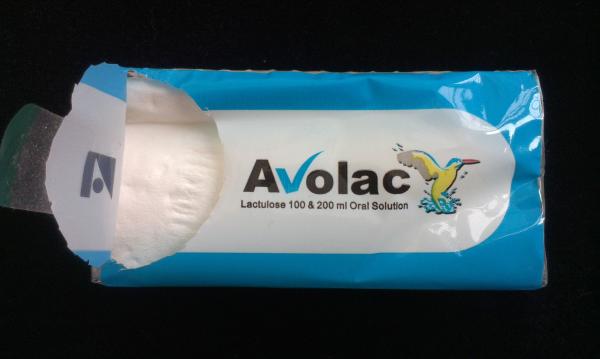 Avolac
Lactulose 100 & 200 ml Oral Solution
A